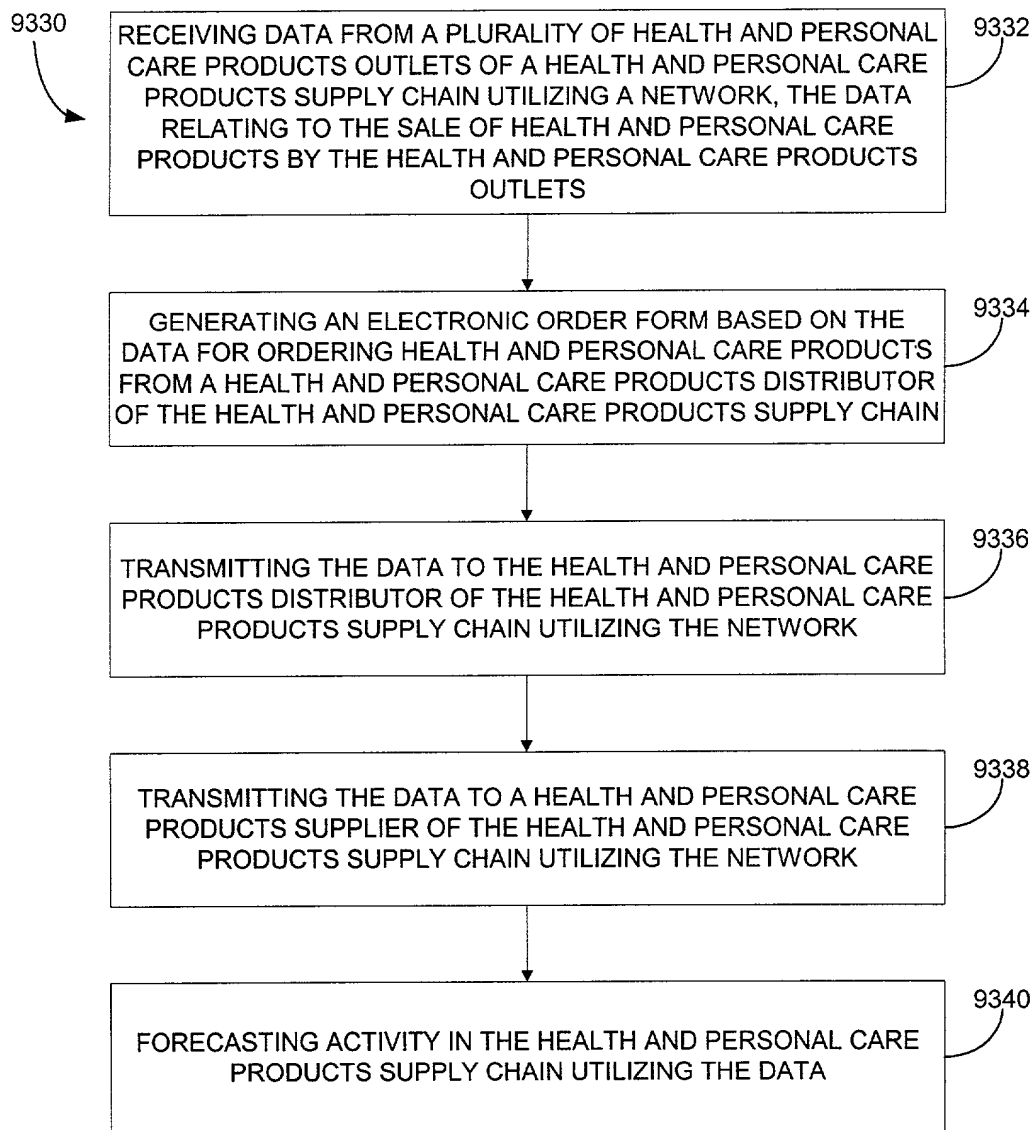 9330
RECEIVING DATA FROM A PLURALITY OF HEALTH AND PERSONAL
CARE PRODUCTS OUTLETS OF A HEALTH AND PERSONAL CARE
PRODUCTS SUPPLY CHAIN UTILIZING A NETWORK, THE DATA
RELATING TO THE SALE OF HEALTH AND PERSONAL CARE
PRODUCTS BY THE HEALTH AND PERSONAL CARE PRODUCTS
OUTLETS
9332
GENERATING AN ELECTRONIC ORDER FORM BASED ON THE
DATA FOR ORDERING HEALTH AND PERSONAL CARE PRODUCTS
FROM A HEALTH AND PERSONAL CARE PRODUCTS DISTRIBUTOR
OF THE HEALTH AND PERSONAL CARE PRODUCTS SUPPLY CHAIN
9334
TRANSMITTING THE DATA TO THE HEALTH AND PERSONAL CARE
PRODUCTS DISTRIBUTOR OF THE HEALTH AND PERSONAL CARE
PRODUCTS SUPPLY CHAIN UTILIZING THE NETWORK
9336
TRANSMITTING THE DATA TO A HEALTH AND PERSONAL CARE
PRODUCTS SUPPLIER OF THE HEALTH AND PERSONAL CARE
PRODUCTS SUPPLY CHAIN UTILIZING THE NETWORK
9338
FORECASTING ACTIVITY IN THE HEALTH AND PERSONAL CARE
PRODUCTS SUPPLY CHAIN UTILIZING THE DATA
9340